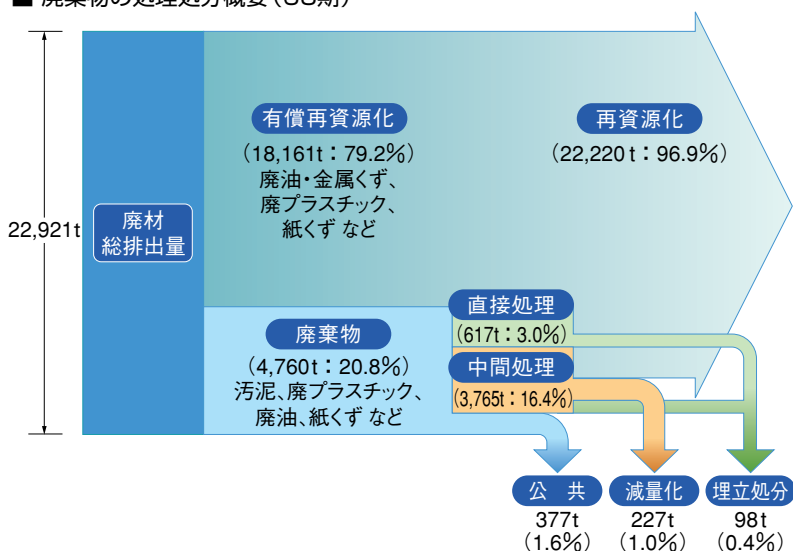 22,921t
廃材
総排出量
有償再資源化
(18,161t：79.2%)
廃油・金属くず、
廃プラスチック、
紙くず など
再資源化
(22,220t：96.9%)
廃棄物
(4,760t：20.8%)
汚泥、廃プラスチック、
廃油、紙くず など
直接処理
(617t：3.0%)
中間処理
(3,765t：16.4%)
公 共
377t
(1.6%)
減量化
227t
(1.0%)
埋立処分
98t
(0.4%)